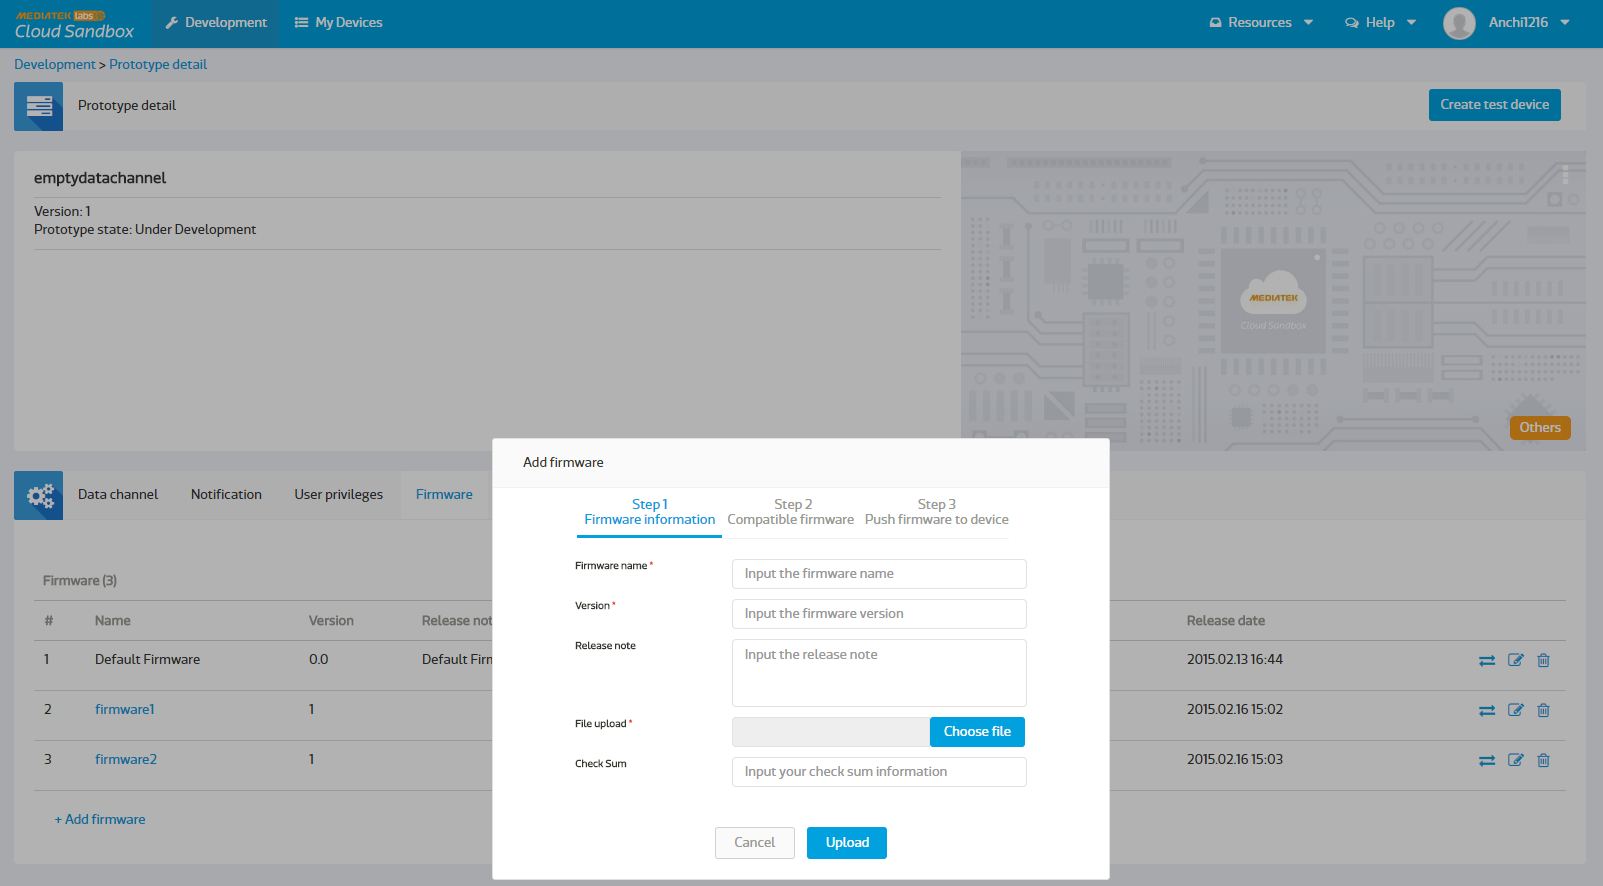 MEDIATEK labs
Cloud Sandbox
Development
My Devices
Resources
Help
Anchi1216
Development > Prototype detail
Prototype detail
Create test device
emptydatachannel
Version: 1
Prototype state: Under Development
MEDIATEK
Cloud Sandbox
Others
Data channel
Notification
User privileges
Firmware
Firmware (3)
# Name Version Release not Release date
1 Default Firmware 0.0 Default Firm 2015.02.13 16:44
2 firmware1 1 2015.02.16 15:02
3 firmware2 1 2015.02.16 15:03
+ Add firmware
Add firmware
Step 1 Step 2 Step 3
Firmware information Compatible firmware Push firmware to device
Firmware name * Input the firmware name
Version * Input the firmware version
Release note Input the release note
File upload * Choose file
Check Sum Input your check sum information
Cancel Upload